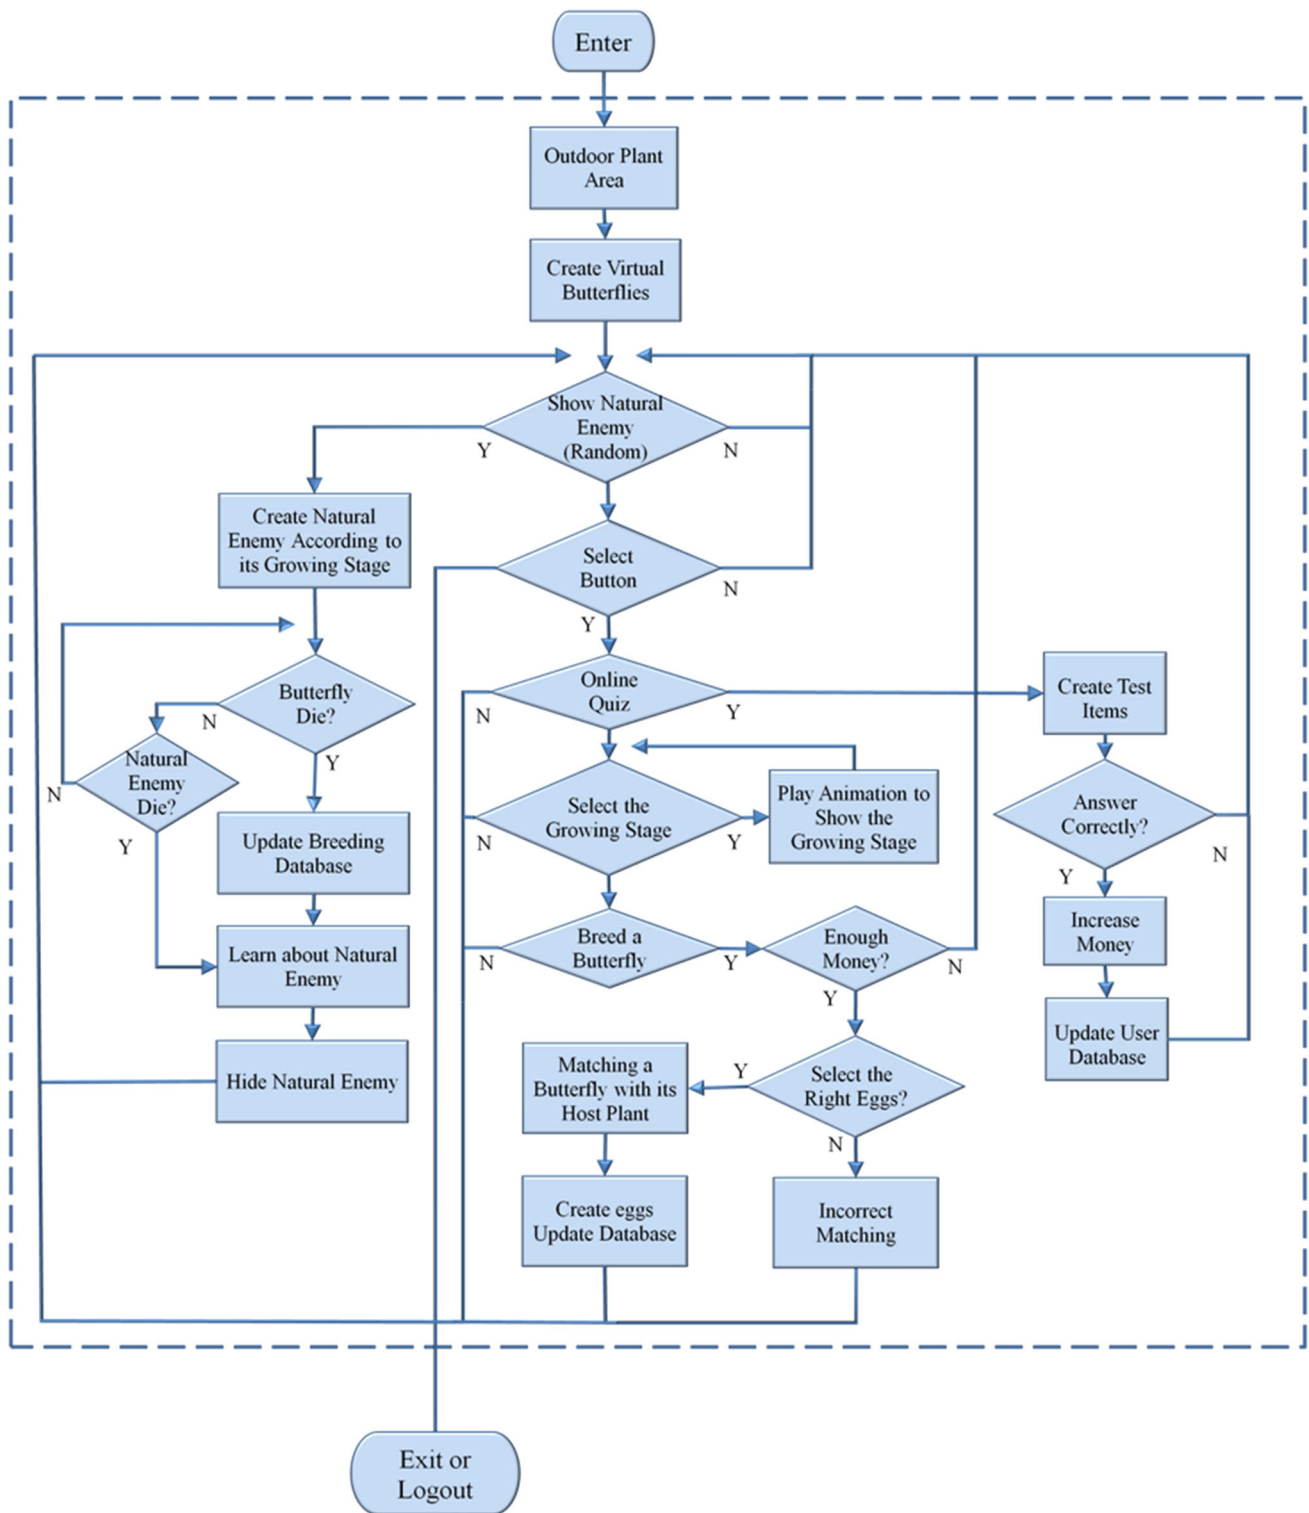 Enter
Outdoor Plant
Area
Create Virtual
Butterflies
Show Natural
Enemy
(Random)
Y
N
Create Natural
Enemy According to
its Growing Stage
Select
Button
N
Y
Butterfly
Die?
N
Y
Online
Quiz
N
Y
Create Test
Items
Natural
Enemy
Die?
N
Y
Select the
Growing Stage
N
Y
Play Animation to
Show the
Growing Stage
Answer
Correctly?
N
Y
Update Breeding
Database
Breed a
Butterfly
N
Y
Enough
Money?
N
Y
Increase
Money
Learn about Natural
Enemy
Update User
Database
Hide Natural Enemy
Matching a
Butterfly with its
Host Plant
Y
Select the
Right Eggs?
N
Create eggs
Update Database
Incorrect
Matching
Exit or
Logout